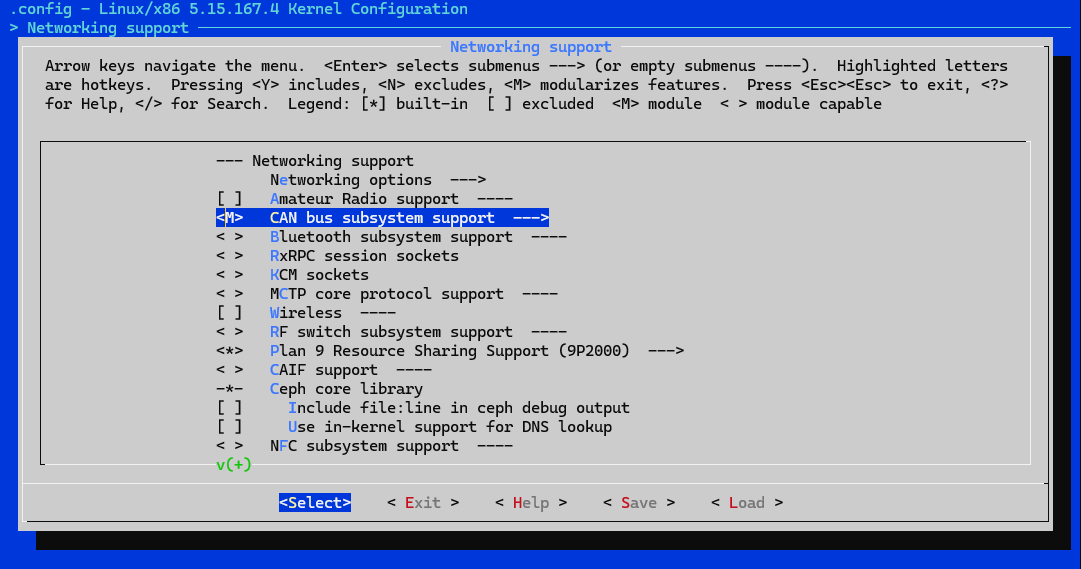 .config - Linux/x86 5.15.167.4 Kernel Configuration
> Networking support
Networking support
Arrow keys navigate the menu.  <Enter> selects submenus ---> (or empty submenus ----).  Highlighted letters
are hotkeys.  Pressing <Y> includes, <N> excludes, <M> modularizes features.  Press <Esc><Esc> to exit, <?>
for Help, </> for Search.  Legend: [*] built-in  [ ] excluded  <M> module  < > module capable
--- Networking support
Networking options  --->
[ ]   Amateur Radio support  ----
<M>   CAN bus subsystem support  --->
< >   Bluetooth subsystem support  ----
< >   RxRPC session sockets
< >   KCM sockets
< >   MCTP core protocol support  ----
[ ]   Wireless  ----
< >   RF switch subsystem support  ----
<*>   Plan 9 Resource Sharing Support (9P2000)  --->
< >   CAIF support  ----
-*-   Ceph core library
[ ]     Include file:line in ceph debug output
[ ]     Use in-kernel support for DNS lookup
< >   NFC subsystem support  ----
v(+)
<Select>    < Exit >    < Help >    < Save >    < Load >